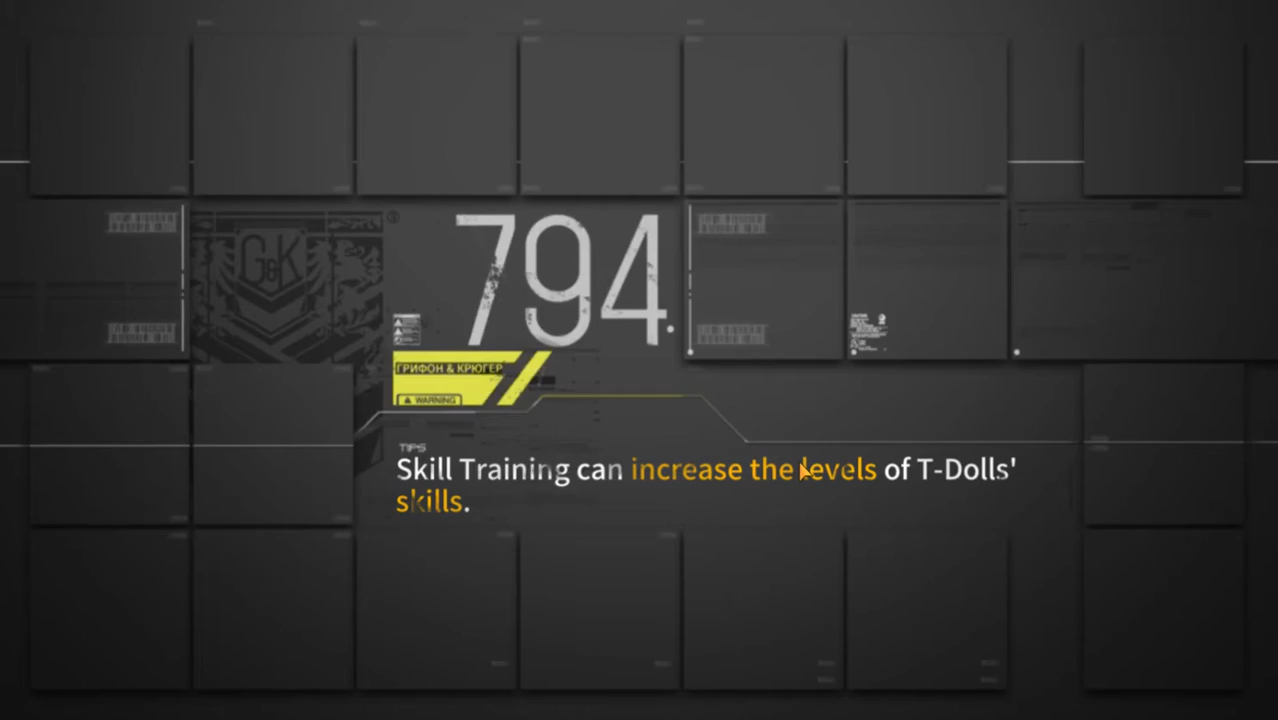 G&K
794.
ГРИФОН & КРЮГЕР
WARNING
TIPS
Skill Training can increase the levels of T-Dolls'
skills.